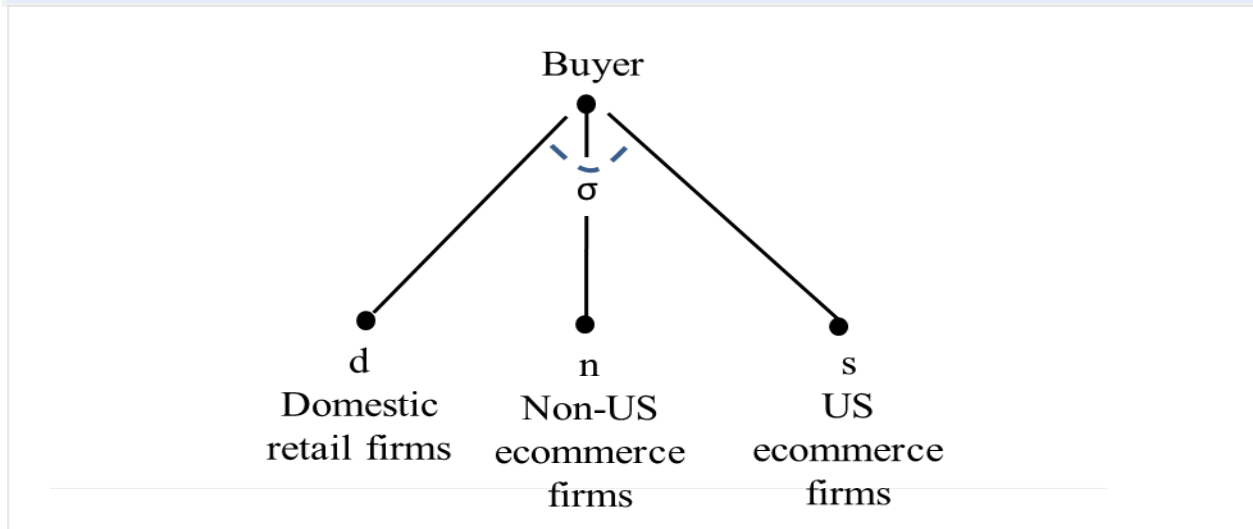 Buyer
σ
d
n
s
Domestic
retail firms
Non-US
ecommerce
firms
US
ecommerce
firms